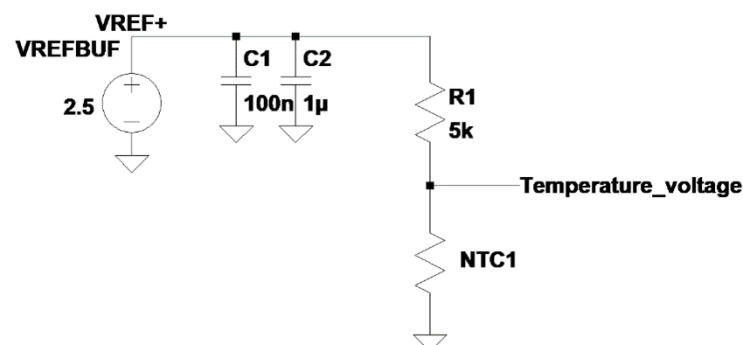 VREF+
VREFBUF
2.5
C1
100n
C2
1µ
R1
5k
Temperature_voltage
NTC1